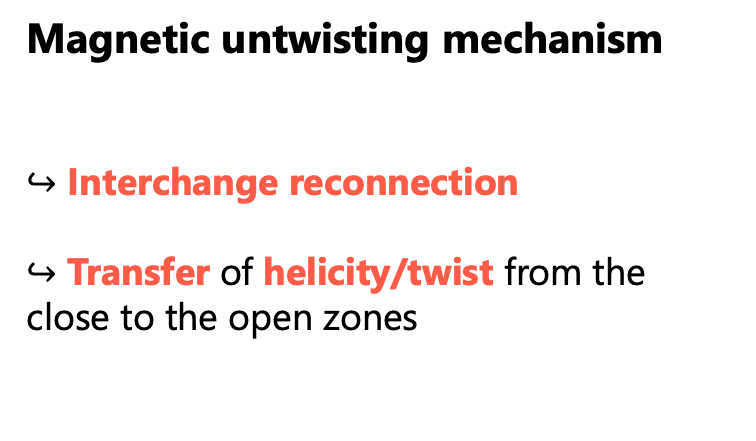 Magnetic untwisting mechanism
↪ Interchange reconnection
↪ Transfer of helicity/twist from the
close to the open zones